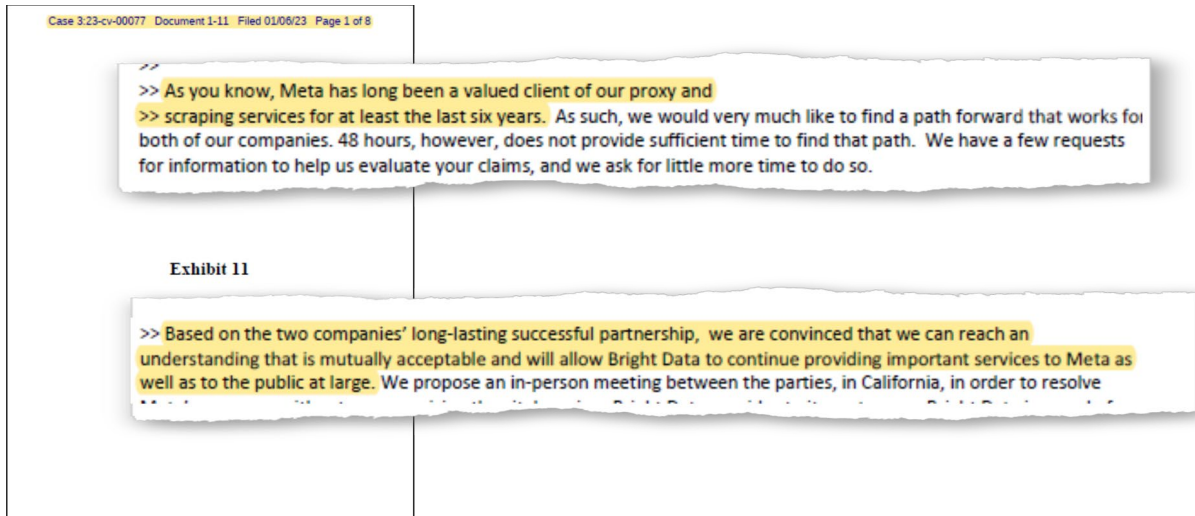 Case 3:23-cv-00077 Document 1-11 Filed 01/06/23 Page 1 of 8
>>
>> As you know, Meta has long been a valued client of our proxy and
>> scraping services for at least the last six years. As such, we would very much like to find a path forward that works for
both of our companies. 48 hours, however, does not provide sufficient time to find that path. We have a few requests
for information to help us evaluate your claims, and we ask for little more time to do so.
Exhibit 11
>> Based on the two companies’ long-lasting successful partnership, we are convinced that we can reach an
understanding that is mutually acceptable and will allow Bright Data to continue providing important services to Meta as
well as to the public at large. We propose an in-person meeting between the parties, in California, in order to resolve